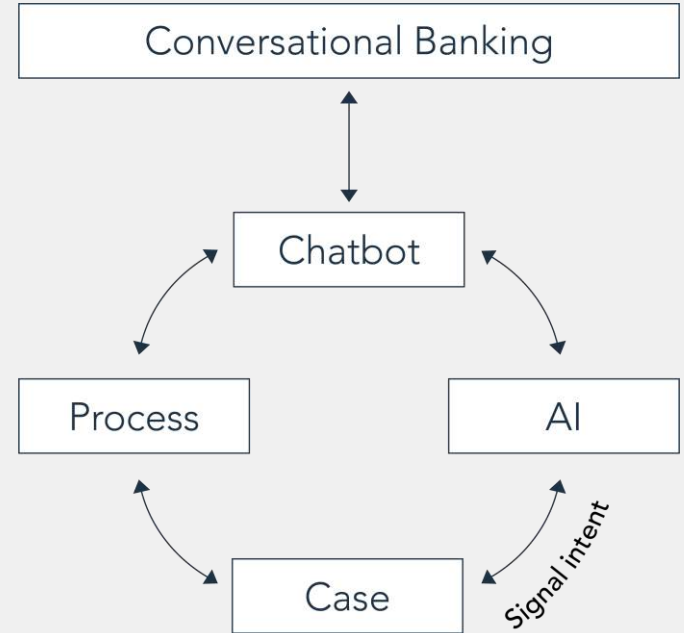 Conversational Banking
Chatbot
Process
AI
Signal intent
Case